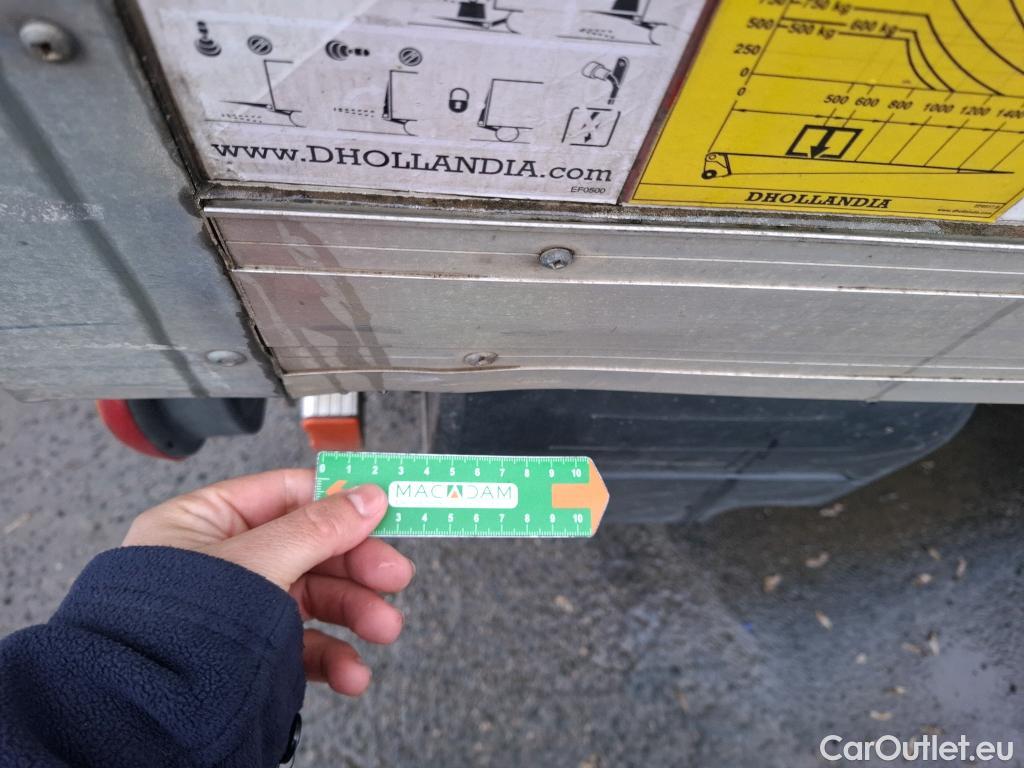 750 - 750 kg
500 500 kg 600 kg
250
0
0 500 600 800 1000 1200 1400
www.DHOLLANDIA.com
EF0500
DHOLLANDIA
0 1 2 3 4 5 6 7 8 9 10
MACADAM
3 4 5 6 7 8 9 10
CarOutlet.eu